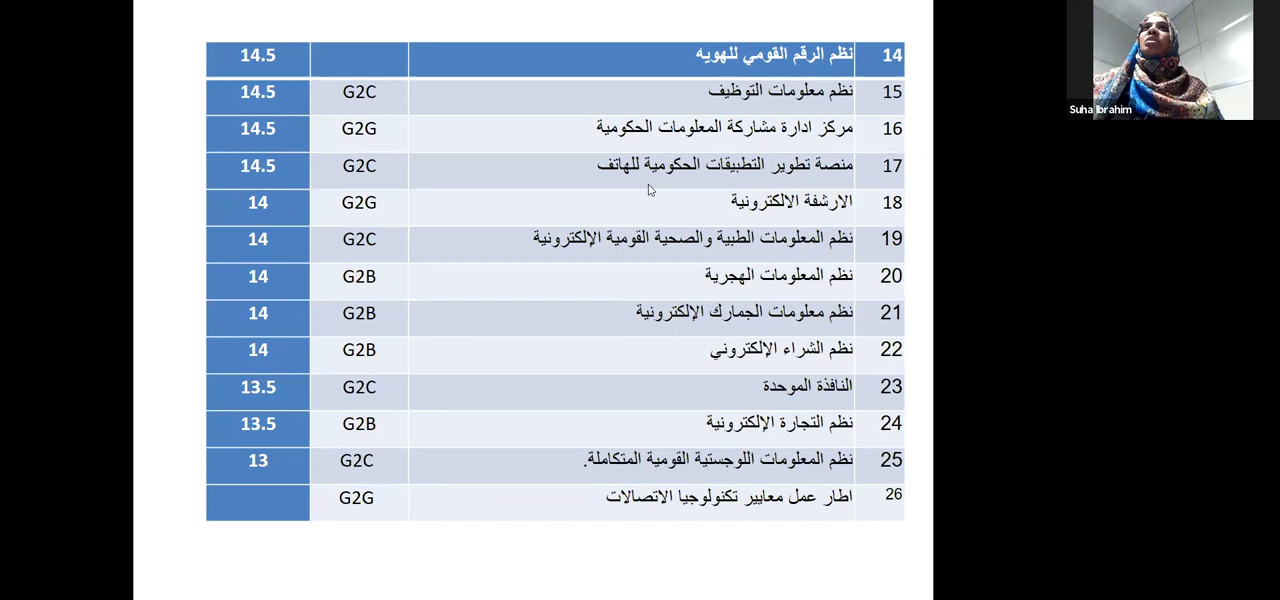 14 نظم الرقم القومي للهويه 14.5
15 نظم معلومات التوظيف G2C 14.5
16 مركز ادارة مشاركة المعلومات الحكومية G2G 14.5
17 منصة تطوير التطبيقات الحكومية للهاتف G2C 14.5
18 الارشفة الالكترونية G2G 14
19 نظم المعلومات الطبية والصحية القومية الإلكترونية G2C 14
20 نظم المعلومات الهجرية G2B 14
21 نظم معلومات الجمارك الإلكترونية G2B 14
22 نظم الشراء الإلكتروني G2B 14
23 النافذة الموحدة G2C 13.5
24 نظم التجارة الإلكترونية G2B 13.5
25 نظم المعلومات اللوجستية القومية المتكاملة. G2C 13
26 اطار عمل معايير تكنولوجيا الاتصالات G2G
Suha Ibrahim